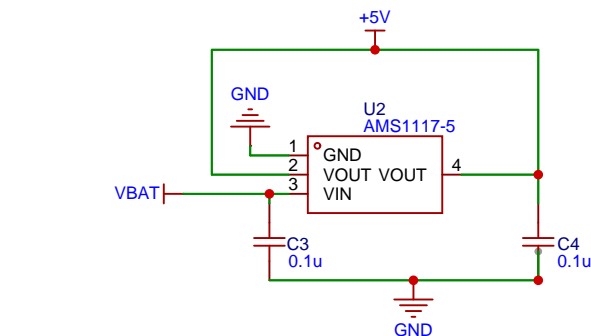 +5V
GND
U2
AMS1117-5
1
GND
2
VOUT VOUT
4
3
VIN
VBAT
C3
0.1u
C4
0.1u
GND